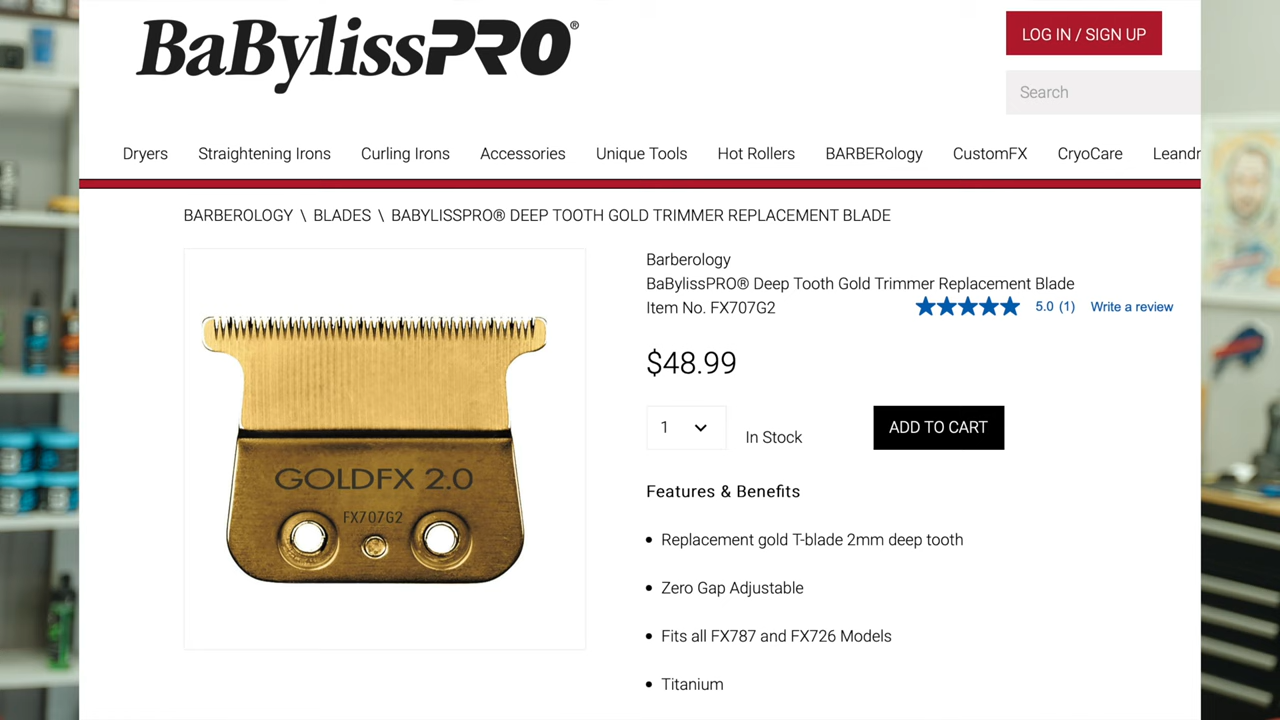 BaBylissPRO®
LOG IN / SIGN UP
Search
Dryers Straightening Irons Curling Irons Accessories Unique Tools Hot Rollers BARBERology CustomFX CryoCare Leandr
BARBEROLOGY \ BLADES \ BABYLISSPRO® DEEP TOOTH GOLD TRIMMER REPLACEMENT BLADE
Barberology
BaBylissPRO® Deep Tooth Gold Trimmer Replacement Blade
Item No. FX707G2 5.0 (1) Write a review
$48.99
1 In Stock ADD TO CART
GOLDFX 2.0
FX707G2
Features & Benefits
• Replacement gold T-blade 2mm deep tooth
• Zero Gap Adjustable
• Fits all FX787 and FX726 Models
• Titanium